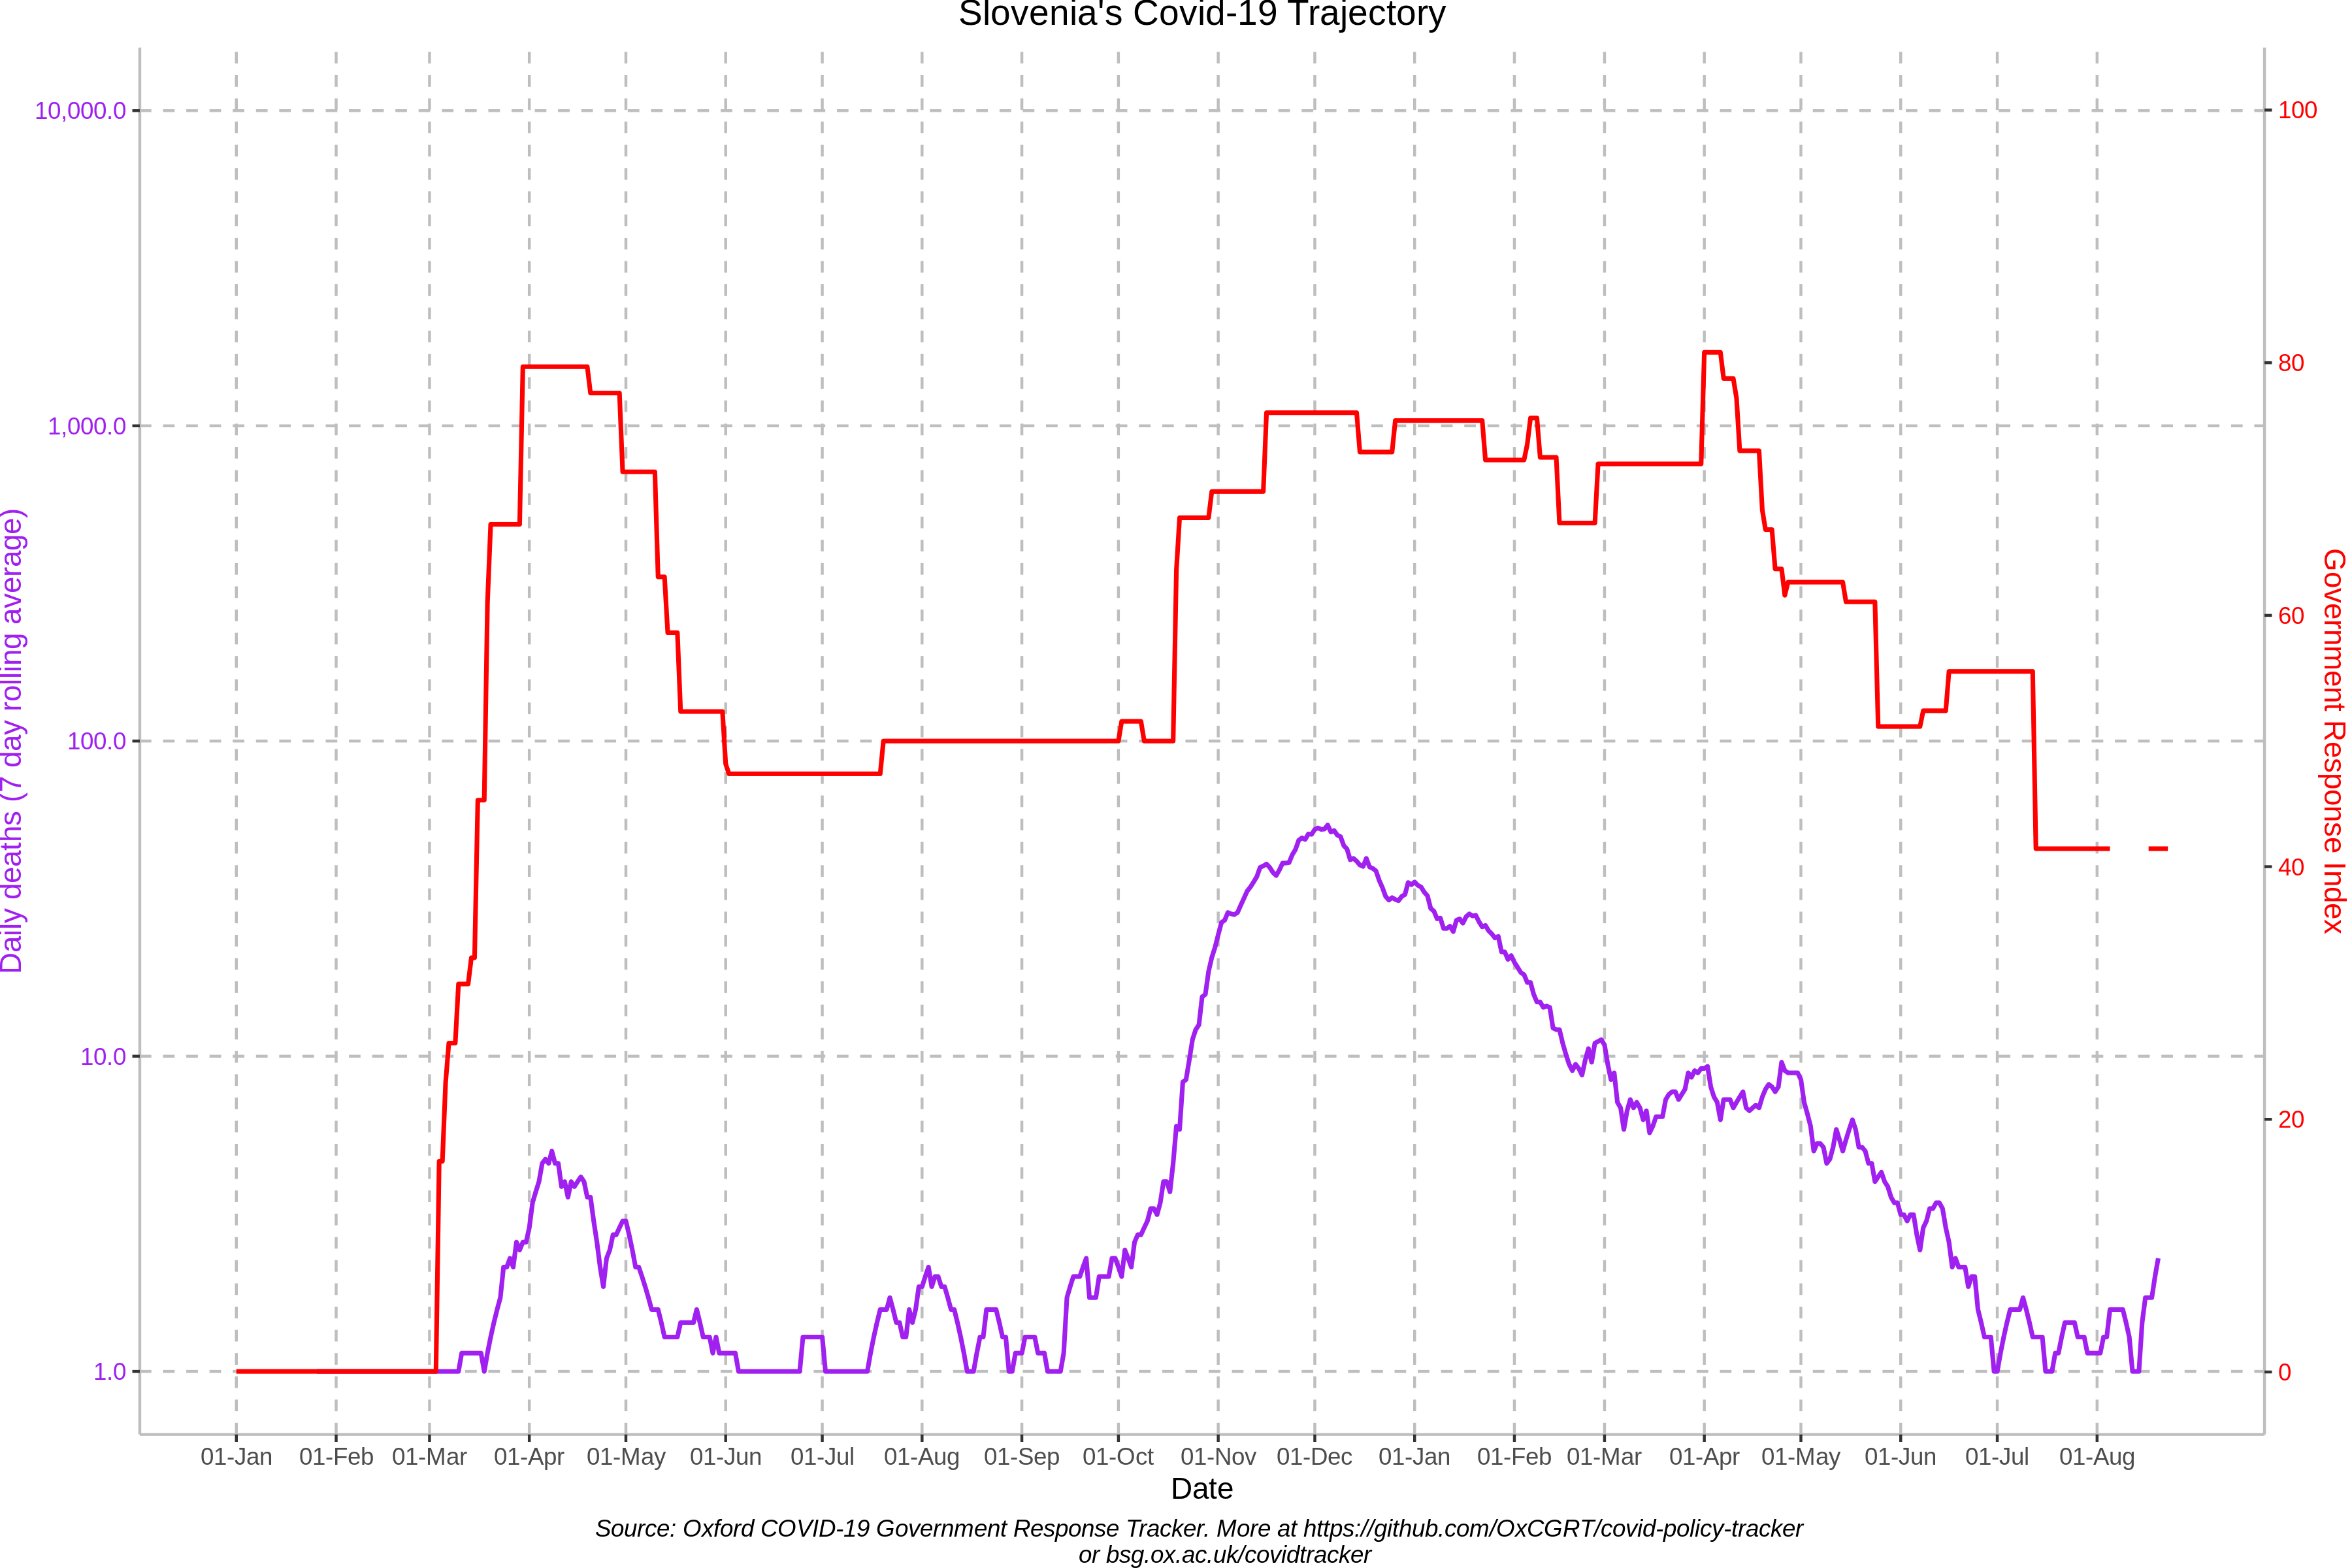 Slovenia's Covid-19 Trajectory
10,000.0
1,000.0
100.0
10.0
1.0
Daily deaths (7 day rolling average)
100
80
60
40
20
0
Government Response Index
01-Jan 01-Feb 01-Mar 01-Apr 01-May 01-Jun 01-Jul 01-Aug 01-Sep 01-Oct 01-Nov 01-Dec 01-Jan 01-Feb 01-Mar 01-Apr 01-May 01-Jun 01-Jul 01-Aug
Date
Source: Oxford COVID-19 Government Response Tracker. More at https://github.com/OxCGRT/covid-policy-tracker
or bsg.ox.ac.uk/covidtracker